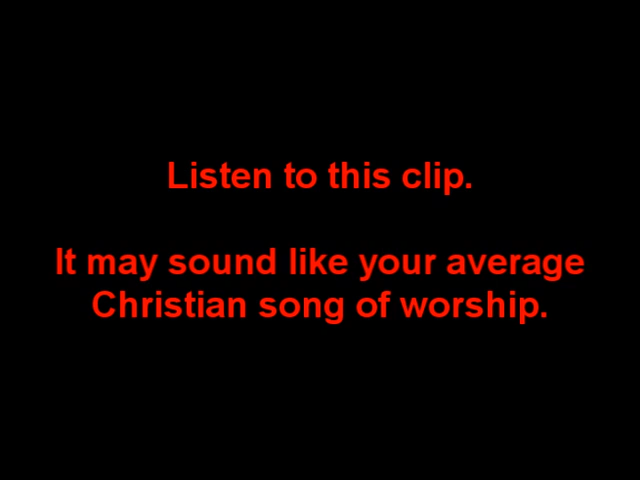 Listen to this clip.
It may sound like your average
Christian song of worship.